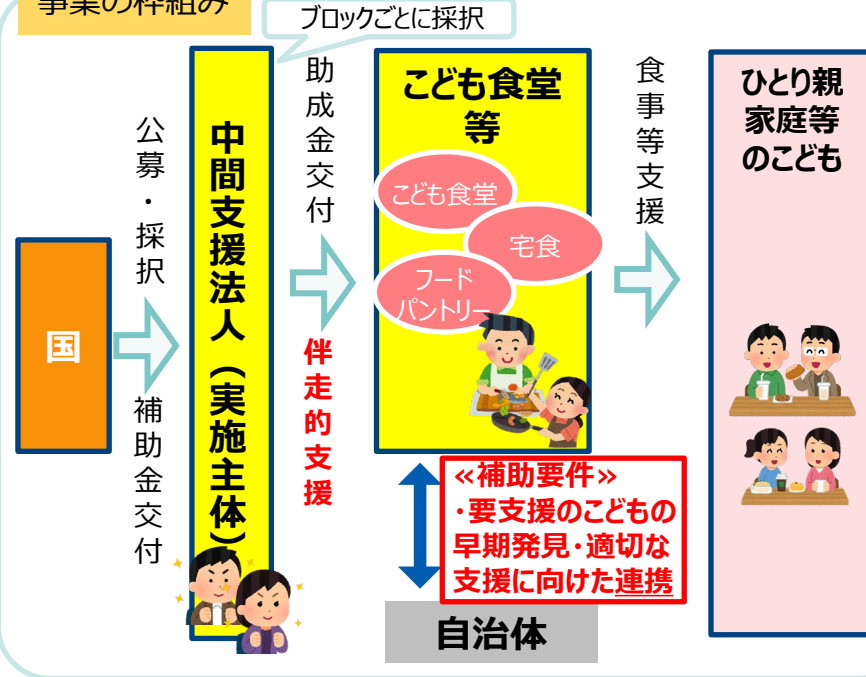 事業の枠組み
ブロックごとに採択
国
公募・採択
補助金交付
中間支援法人（実施主体）
助成金交付
伴走的支援
こども食堂
等
こども食堂
宅食
フード
パントリー
食事等支援
ひとり親
家庭等
のこども
≪補助要件≫
・要支援のこどもの
早期発見・適切な
支援に向けた連携
自治体